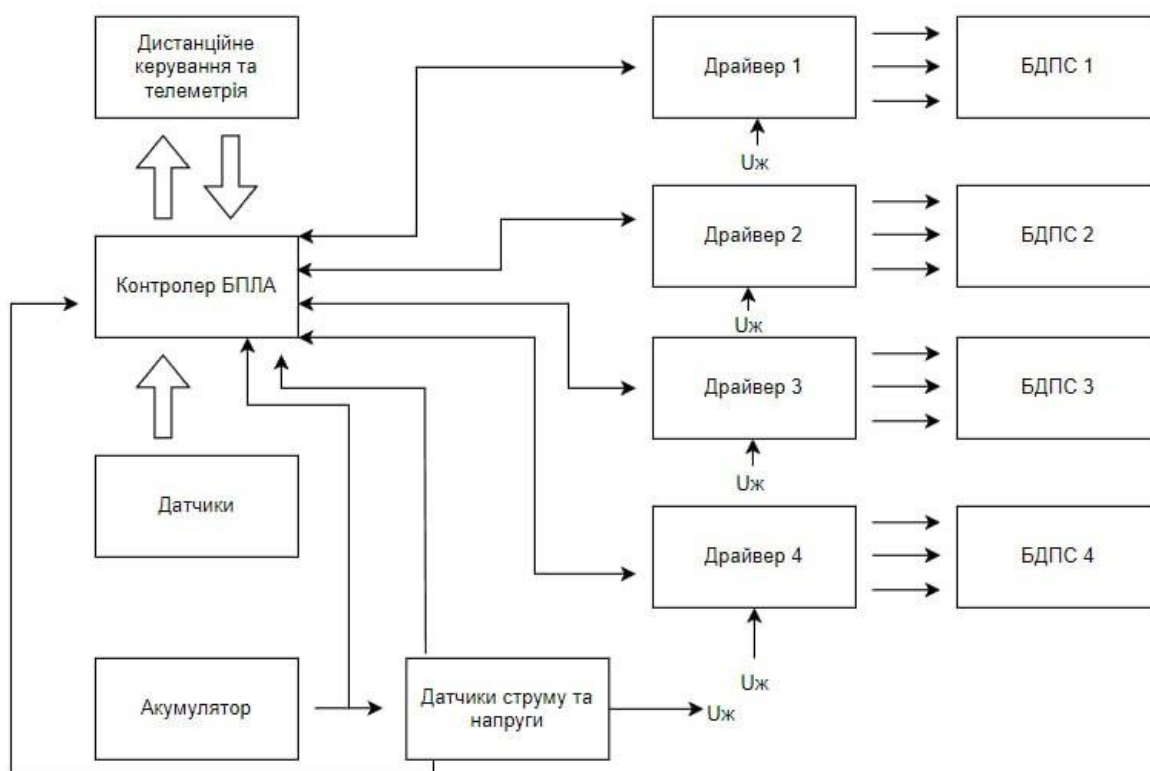 Дистанційне
керування та
телеметрія
Драйвер 1
БДПС 1
Uж
Драйвер 2
БДПС 2
Контролер БПЛА
Uж
Драйвер 3
БДПС 3
Uж
Датчики
Драйвер 4
БДПС 4
Uж
Акумулятор
Датчики струму та
напруги
Uж